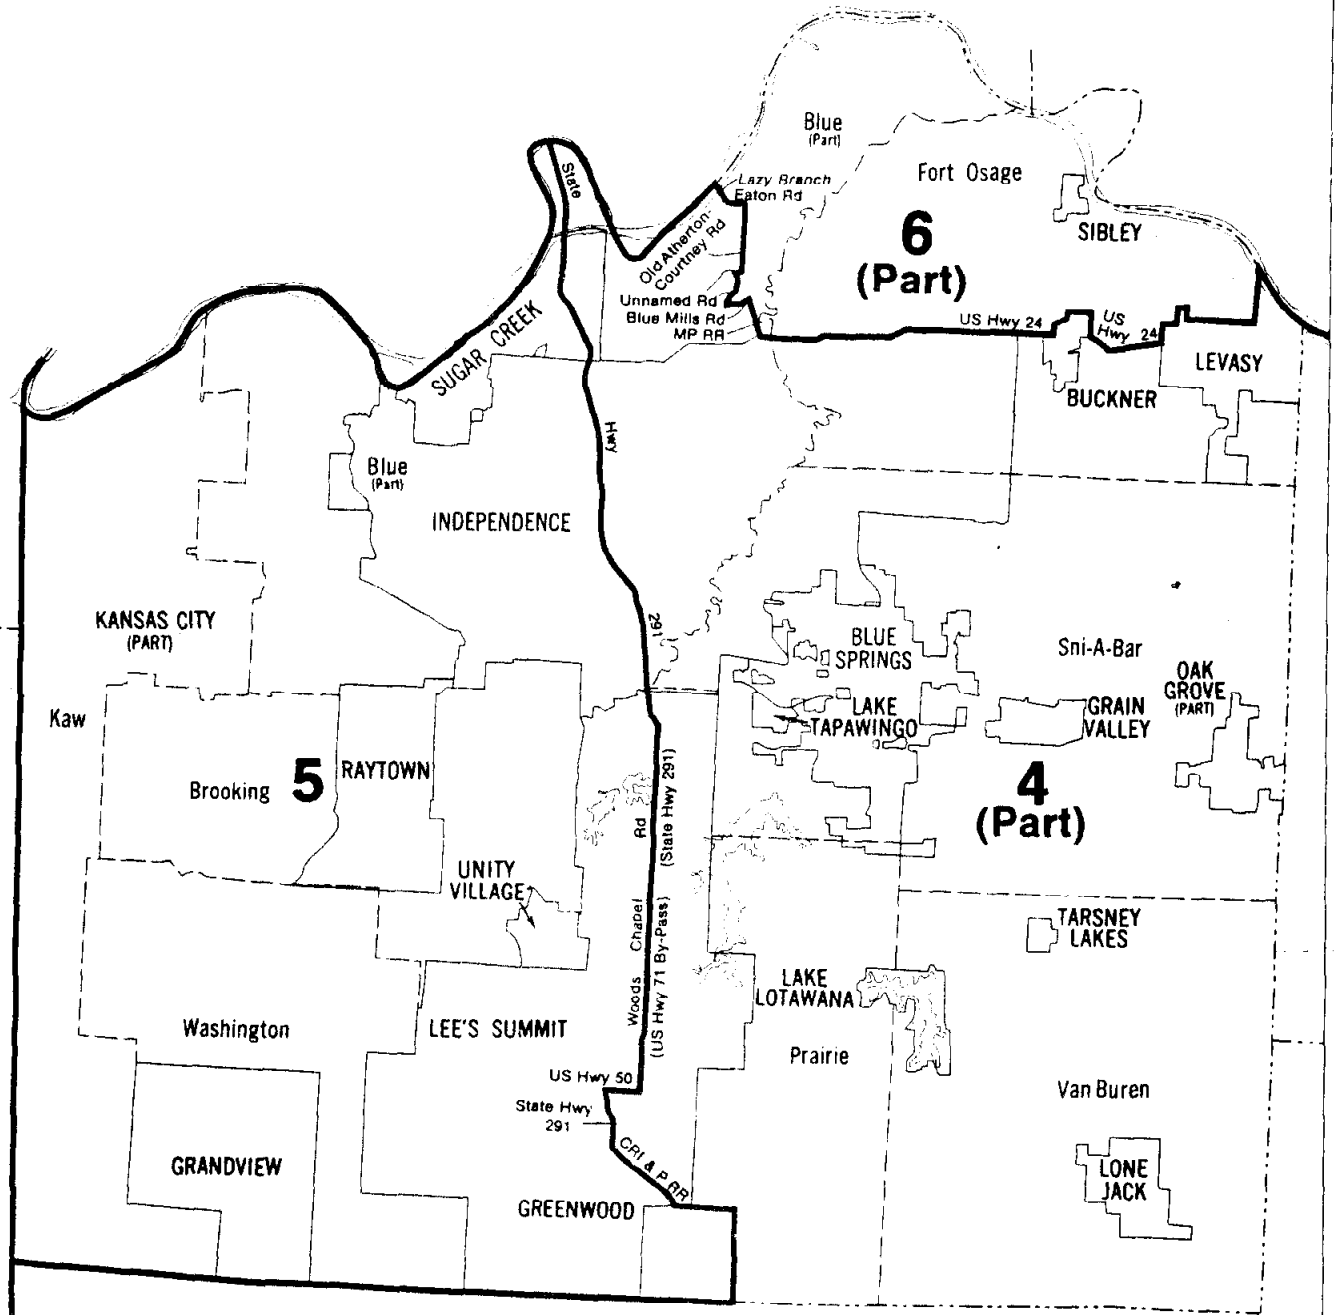 Blue
(Part)
State
Lazy Branch
Eaton Rd
Fort Osage
6
(Part)
SIBLEY
Old Atherton-
Courtney Rd
Unnamed Rd
Blue Mills Rd
MP RR
US Hwy 24
US
Hwy 24
SUGAR CREEK
LEVASY
BUCKNER
Hwy
Blue
(Part)
INDEPENDENCE
KANSAS CITY
(PART)
291
BLUE
SPRINGS
Sni-A-Bar
OAK
GROVE
(PART)
Kaw
LAKE
TAPAWINGO
GRAIN
VALLEY
Brooking
5
RAYTOWN
4
(Part)
Woods Chapel Rd
(US Hwy 71 By-Pass)
(State Hwy 291)
UNITY
VILLAGE
TARSNEY
LAKES
LAKE
LOTAWANA
Washington
LEE'S SUMMIT
Prairie
US Hwy 50
State Hwy
291
Van Buren
CRI & P RR
GRANDVIEW
GREENWOOD
LONE
JACK